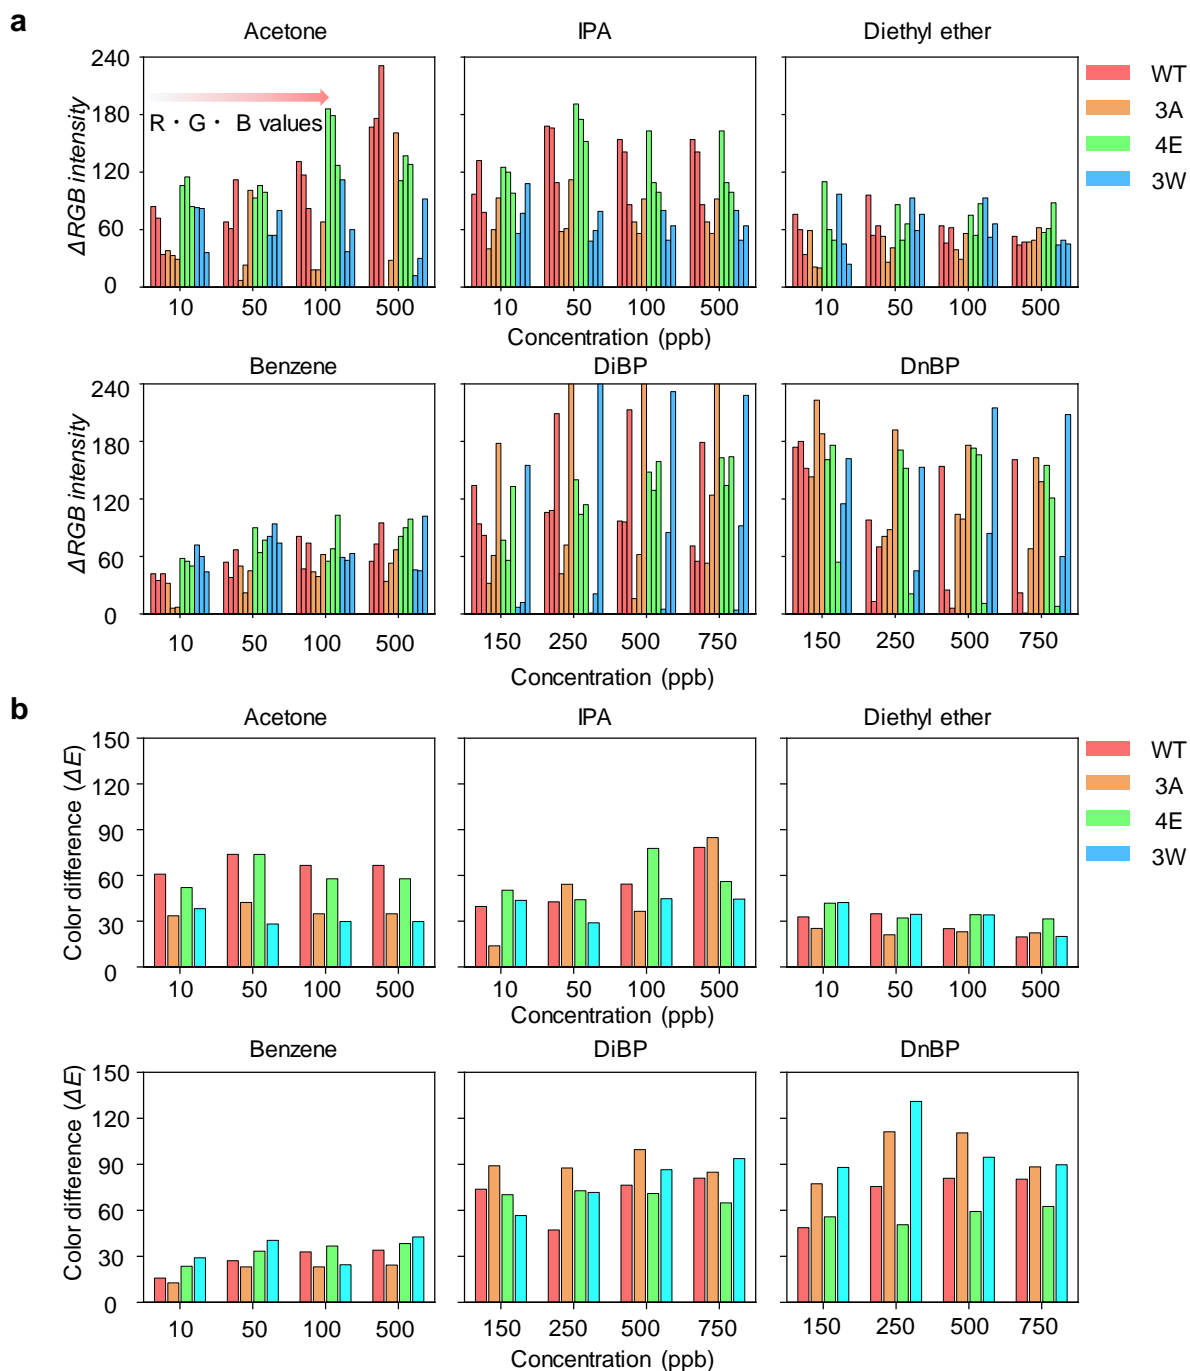 a
Acetone IPA Diethyl ether
240
180
120
60
0
ΔRGB intensity
R・G・B values
WT
3A
4E
3W
10 50 100 500 10 50 100 500 10 50 100 500
Concentration (ppb)
Benzene DiBP DnBP
240
180
120
60
0
ΔRGB intensity
10 50 100 500 150 250 500 750 150 250 500 750
Concentration (ppb)
b
Acetone IPA Diethyl ether
150
120
90
60
30
0
Color difference (ΔE)
WT
3A
4E
3W
10 50 100 500 10 50 100 500 10 50 100 500
Concentration (ppb)
Benzene DiBP DnBP
150
120
90
60
30
0
Color difference (ΔE)
10 50 100 500 150 250 500 750 150 250 500 750
Concentration (ppb)